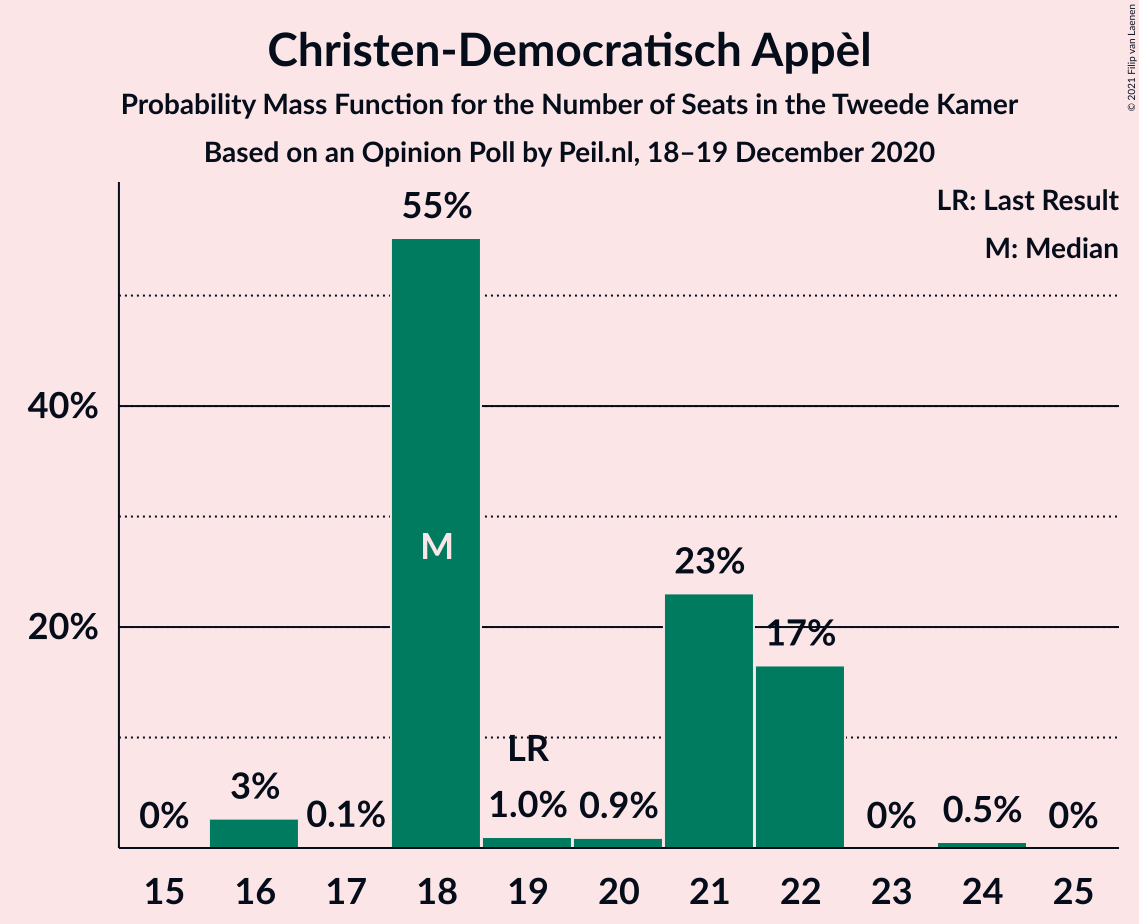 Christen-Democratisch Appèl
Probability Mass Function for the Number of Seats in the Tweede Kamer
Based on an Opinion Poll by Peil.nl, 18–19 December 2020
© 2021 Filip van Laenen
LR: Last Result
M: Median
55%
40%
M
23%
20%
17%
LR
0%
3%
0.1%
1.0%
0.9%
0%
0.5%
0%
15 16 17 18 19 20 21 22 23 24 25